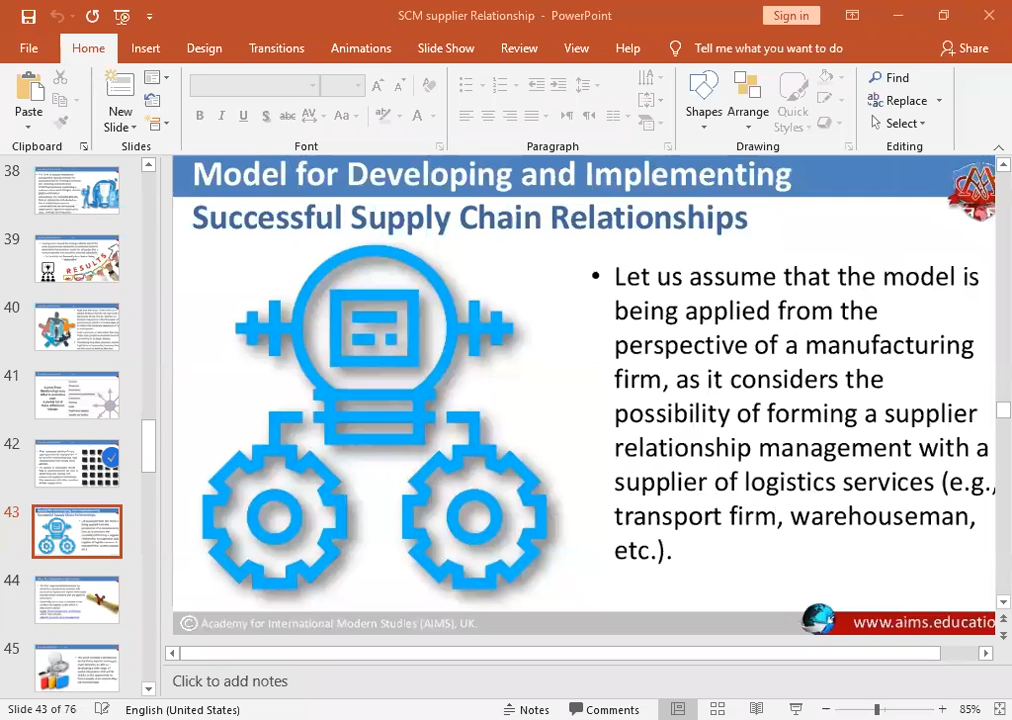 SCM supplier Relationship - PowerPoint
Sign in
File Home Insert Design Transitions Animations Slide Show Review View Help Tell me what you want to do Share
Paste
New Slide
Shapes Arrange Quick Styles
Find
Replace
Select
B I U S abc AV Aa A
Clipboard Slides Font Paragraph Drawing Editing
38
39
RESULTS
40
41
42
43
44
45
Model for Developing and Implementing
Successful Supply Chain Relationships
• Let us assume that the model is
being applied from the
perspective of a manufacturing
firm, as it considers the
possibility of forming a supplier
relationship management with a
supplier of logistics services (e.g.,
transport firm, warehouseman,
etc.).
© Academy for International Modern Studies (AIMS), UK.
www.aims.educatio
Click to add notes
Slide 43 of 76 English (United States) Notes Comments 85%